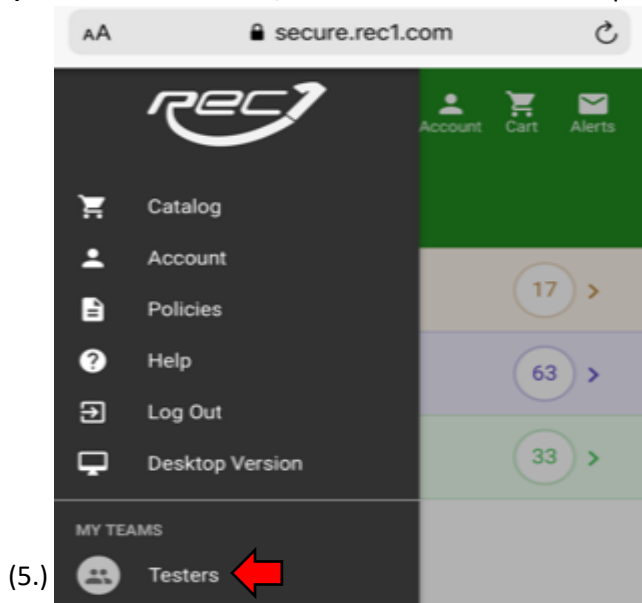 AA secure.rec1.com
rec1
Account Cart Alerts
Catalog
Account
17
Policies
Help
63
Log Out
Desktop Version
33
MY TEAMS
(5.) Testers